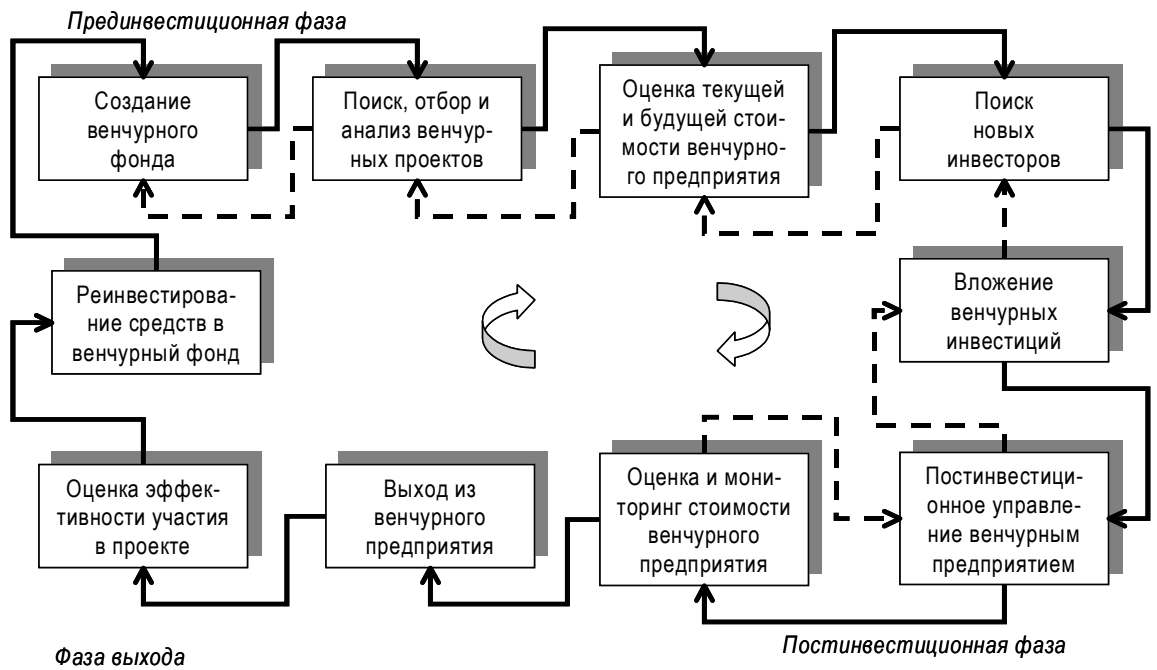 Прединвестиционная фаза
Создание
венчурного
фонда
Поиск, отбор и
анализ венчур-
ных проектов
Оценка текущей
и будущей стои-
мости венчурно-
го предприятия
Поиск
новых
инвесторов
Реинвестирова-
ние средств в
венчурный фонд
Вложение
венчурных
инвестиций
Оценка эффек-
тивности участия
в проекте
Выход из
венчурного
предприятия
Оценка и мони-
торинг стоимости
венчурного
предприятия
Постинвестици-
онное управле-
ние венчурным
предприятием
Фаза выхода
Постинвестиционная фаза